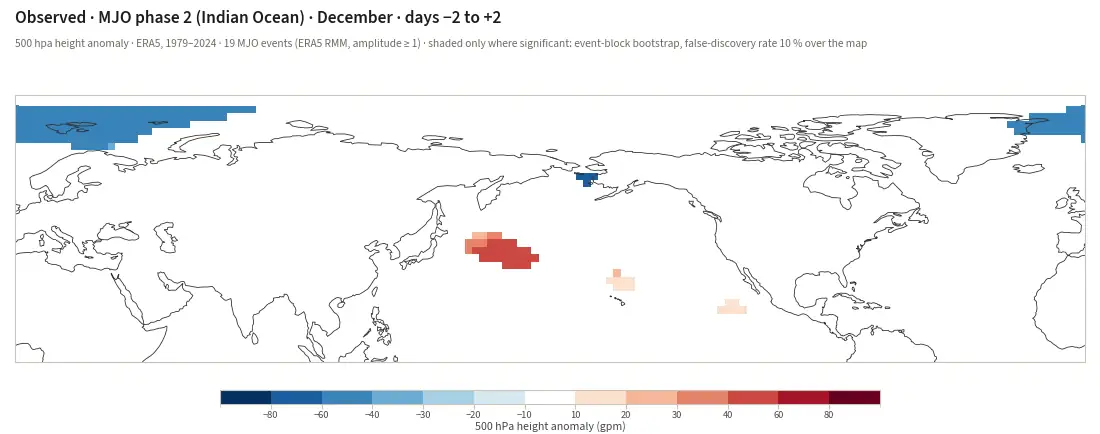 Observed · MJO phase 2 (Indian Ocean) · December · days −2 to +2
500 hpa height anomaly · ERA5, 1979–2024 · 19 MJO events (ERA5 RMM, amplitude ≥ 1) · shaded only where significant: event-block bootstrap, false-discovery rate 10 % over the map
−80 −60 −40 −30 −20 −10 10 20 30 40 60 80
500 hpa height anomaly (gpm)